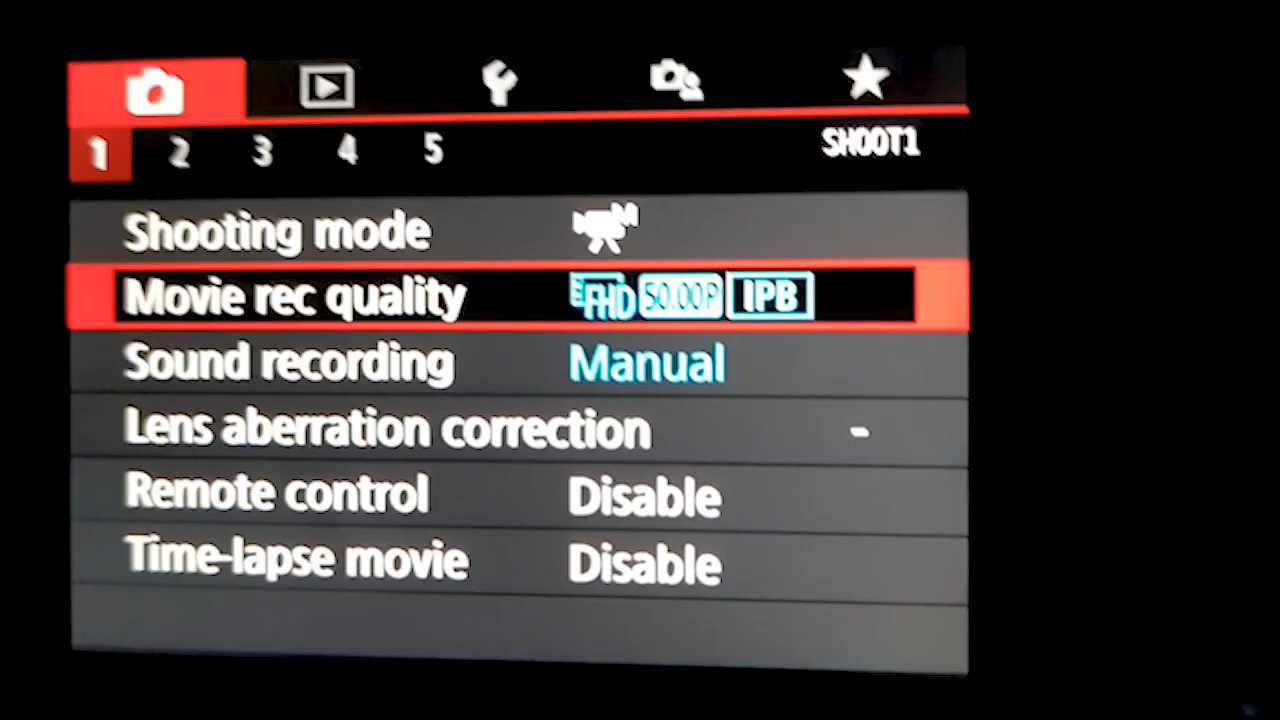 1 2 3 4 5 SHOOT1
Shooting mode M
Movie rec quality FHD 50.00P IPB
Sound recording Manual
Lens aberration correction -
Remote control Disable
Time-lapse movie Disable